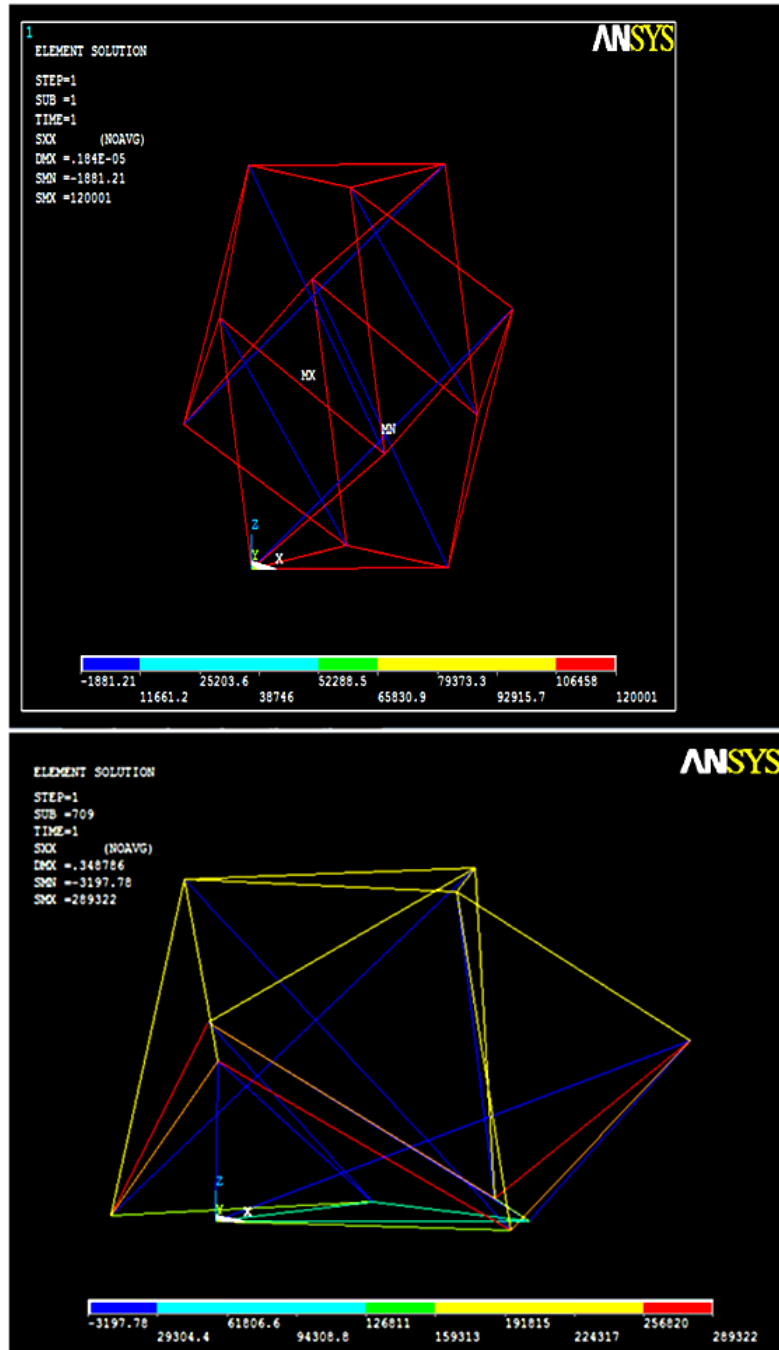 1
ANSYS
ELEMENT SOLUTION
STEP=1
SUB =1
TIME=1
SXX (NOAVG)
DMX =.184E-05
SMN =-1881.21
SMX =120001
MX
MN
Z
Y X
-1881.21 25203.6 52288.5 79373.3 106458
11661.2 38746 65830.9 92915.7 120001
ANSYS
ELEMENT SOLUTION
STEP=1
SUB =709
TIME=1
SXX (NOAVG)
DMX =.348786
SMN =-3197.78
SMX =289322
Z
Y X
-3197.78 61806.6 126811 191815 256820
29304.4 94308.8 159313 224317 289322